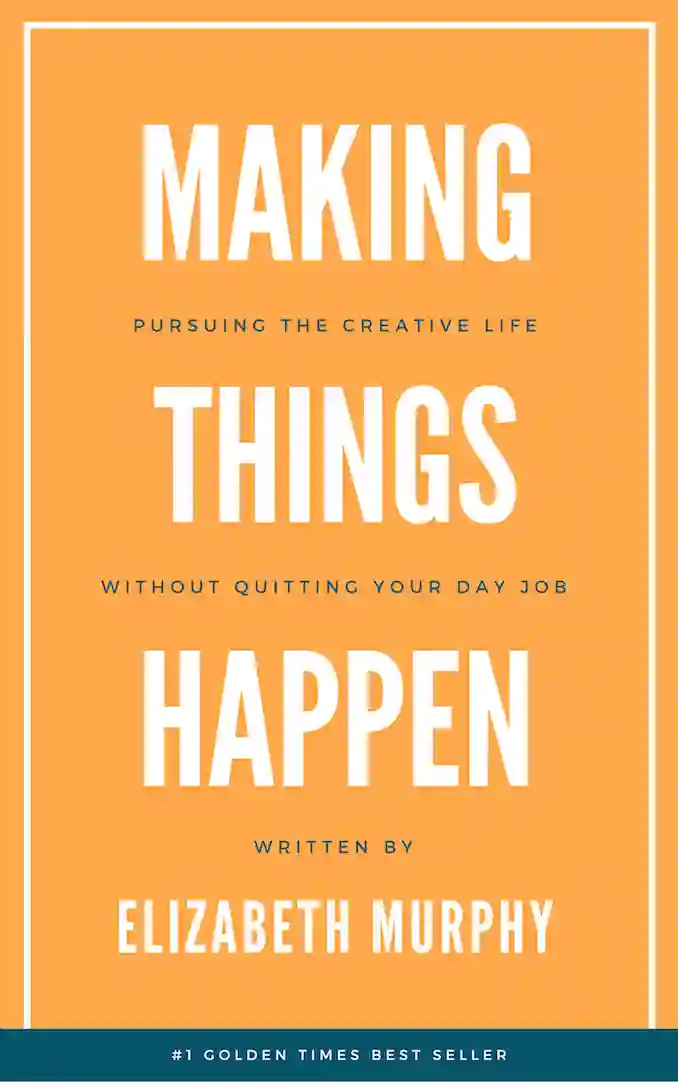 MAKING
PURSUING THE CREATIVE LIFE
THINGS
WITHOUT QUITTING YOUR DAY JOB
HAPPEN
WRITTEN BY
ELIZABETH MURPHY
#1 GOLDEN TIMES BEST SELLER